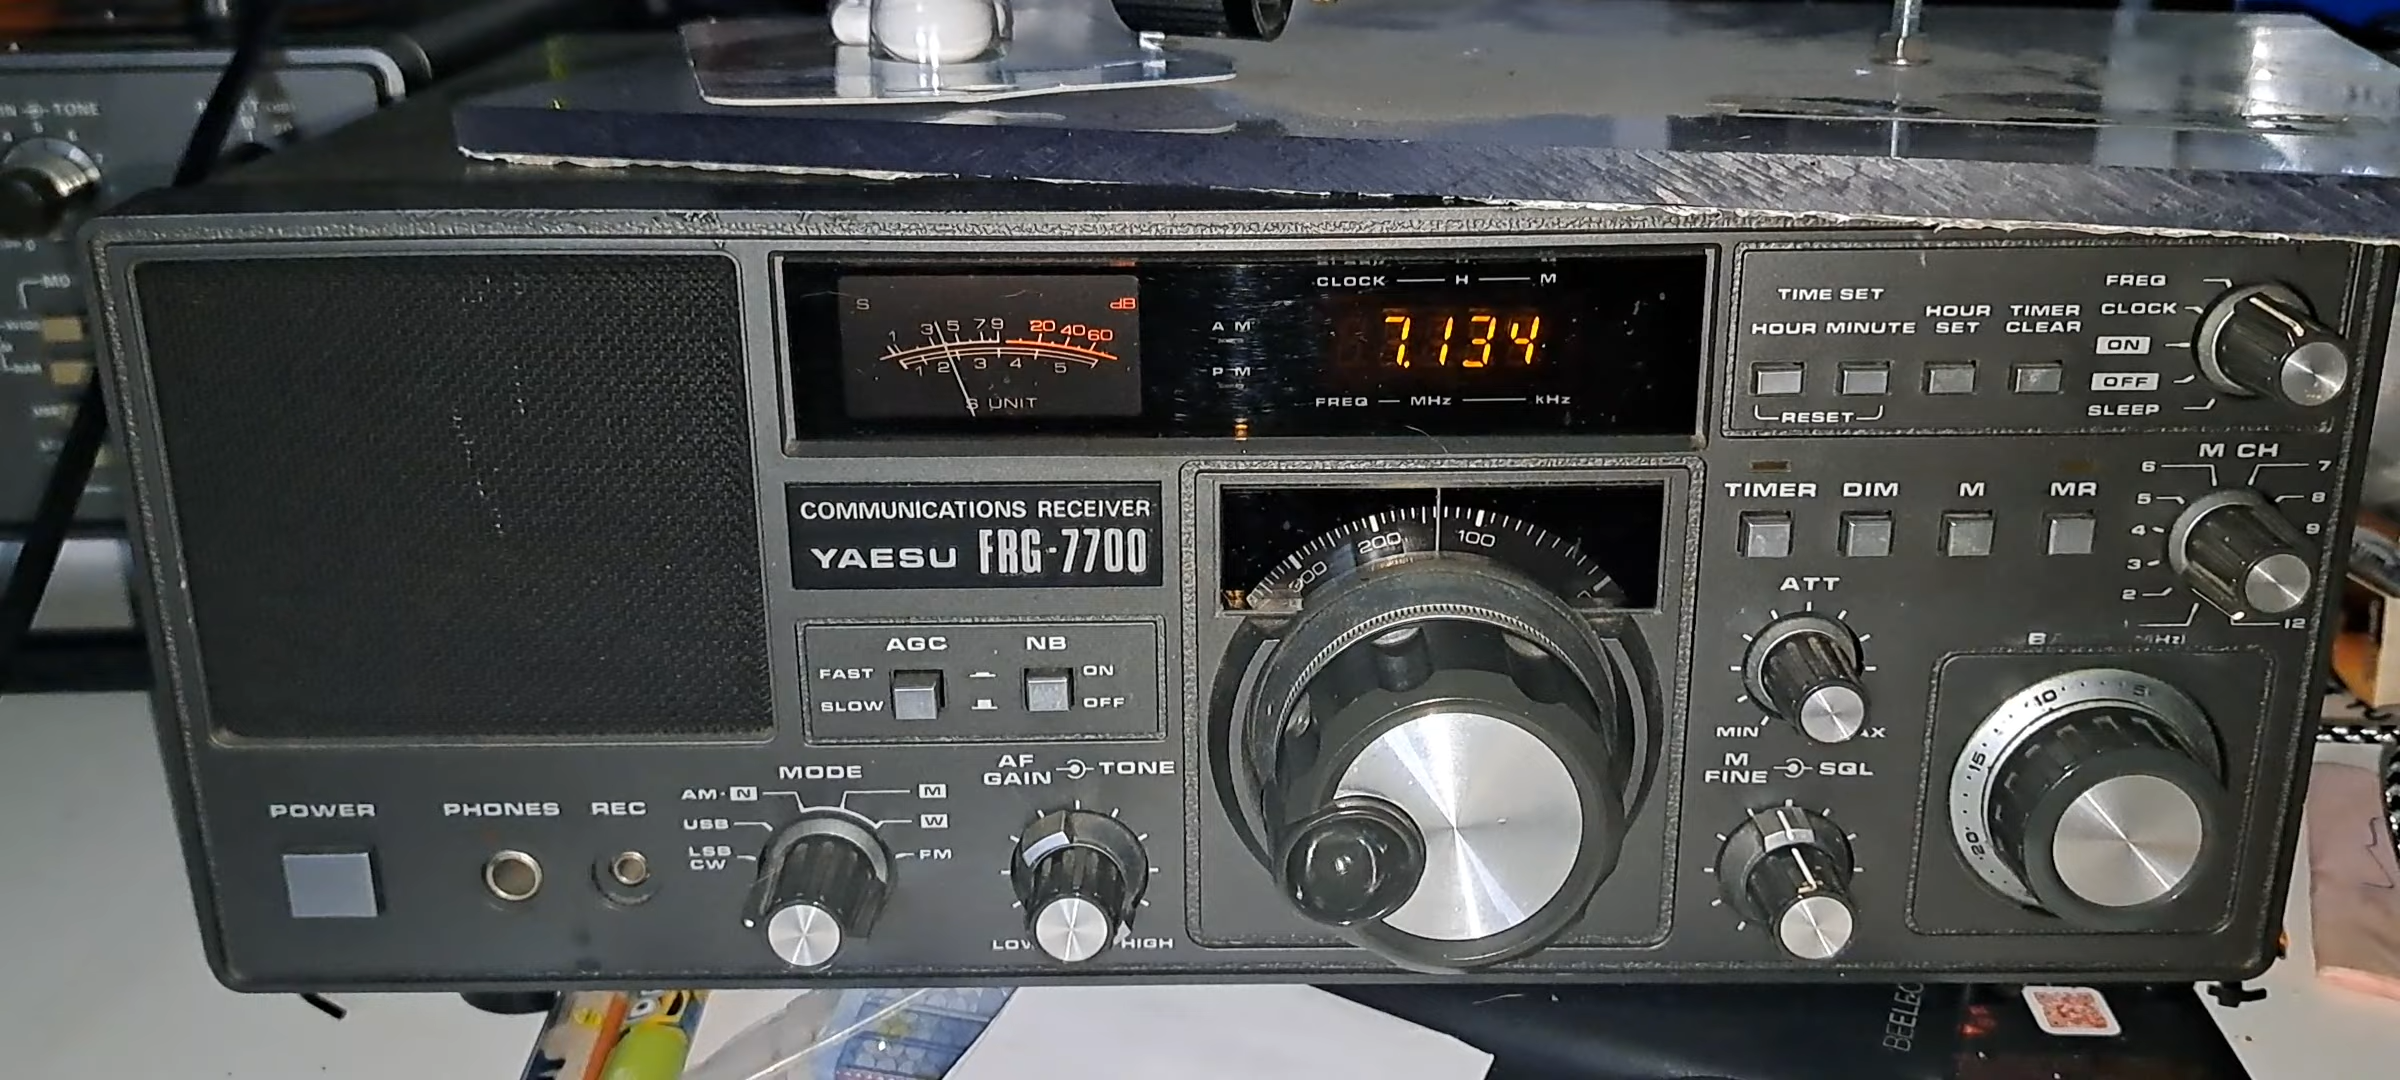 TONE
S
dB
1 3 5 7 9 20 40 60
1 2 3 4 5
S UNIT
CLOCK H M
AM
PM
7.134
FREQ MHz kHz
TIME SET
HOUR MINUTE
HOUR SET
TIMER CLEAR
RESET
FREQ
CLOCK
ON
OFF
SLEEP
COMMUNICATIONS RECEIVER
YAESU FRG-7700
200 100
TIMER DIM M MR
M CH
6 7
5 8
4 9
3
2
12
ATT
MIN
AGC NB
FAST ON
SLOW OFF
POWER
PHONES
REC
MODE
AM·N M
USB W
LSB FM
CW
AF GAIN TONE
LOW HIGH
M FINE SQL
5
10
15
20
BEELEC